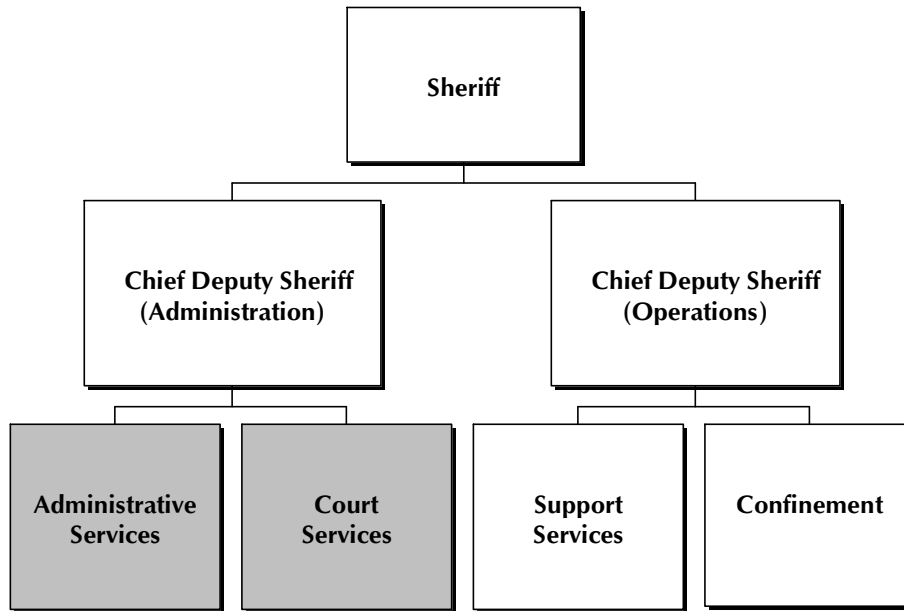 Sheriff
Chief Deputy Sheriff
(Administration)
Chief Deputy Sheriff
(Operations)
Administrative
Services
Court
Services
Support
Services
Confinement